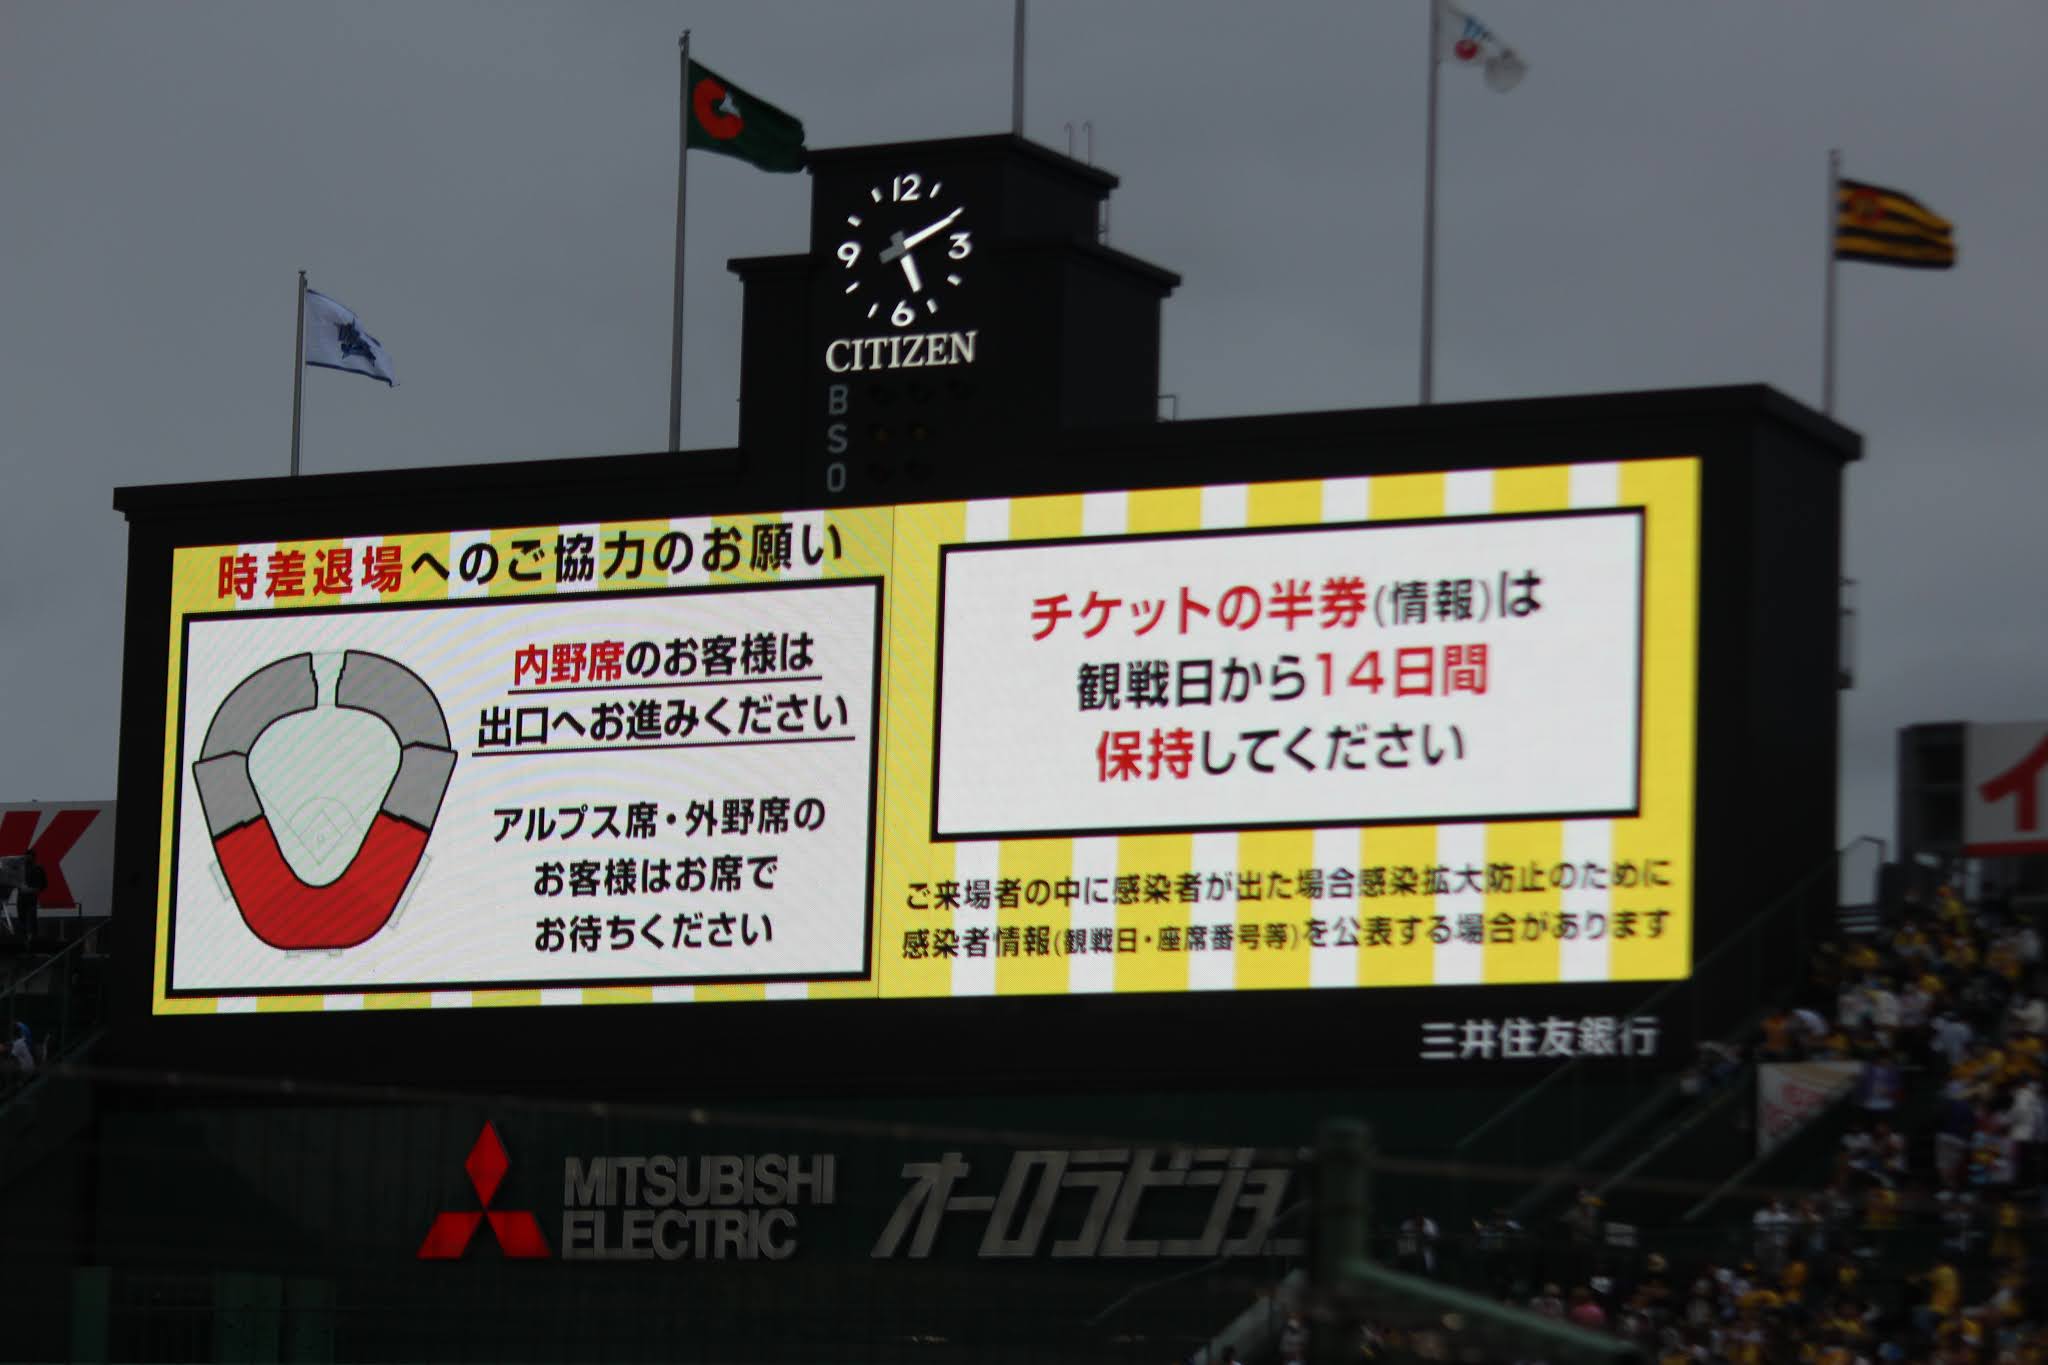 12
9
3
6
CITIZEN
B
S
O
時差退場へのご協力のお願い
内野席のお客様は
出口へお進みください
アルプス席・外野席の
お客様はお席で
お待ちください
チケットの半券(情報)は
観戦日から14日間
保持してください
ご来場者の中に感染者が出た場合感染拡大防止のために
感染者情報(観戦日・座席番号等)を公表する場合があります
三井住友銀行
MITSUBISHI
ELECTRIC
オーロラビジョ
K
イ